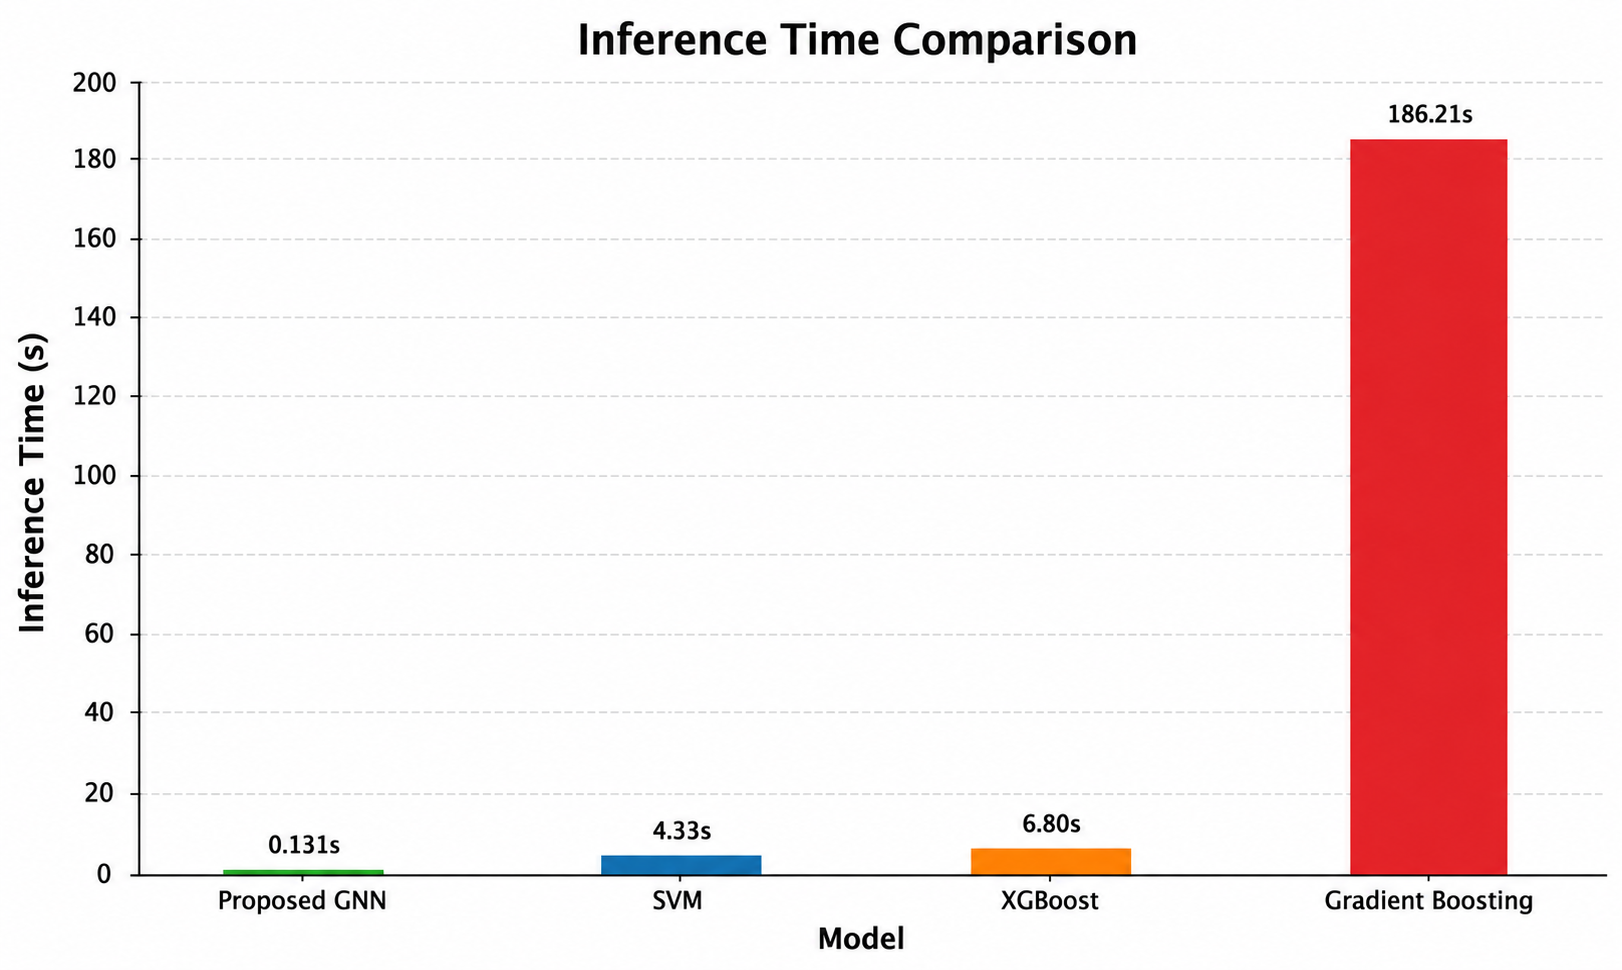 Inference Time Comparison
Inference Time (s)
200
180
160
140
120
100
80
60
40
20
0
0.131s
4.33s
6.80s
186.21s
Proposed GNN
SVM
XGBoost
Gradient Boosting
Model